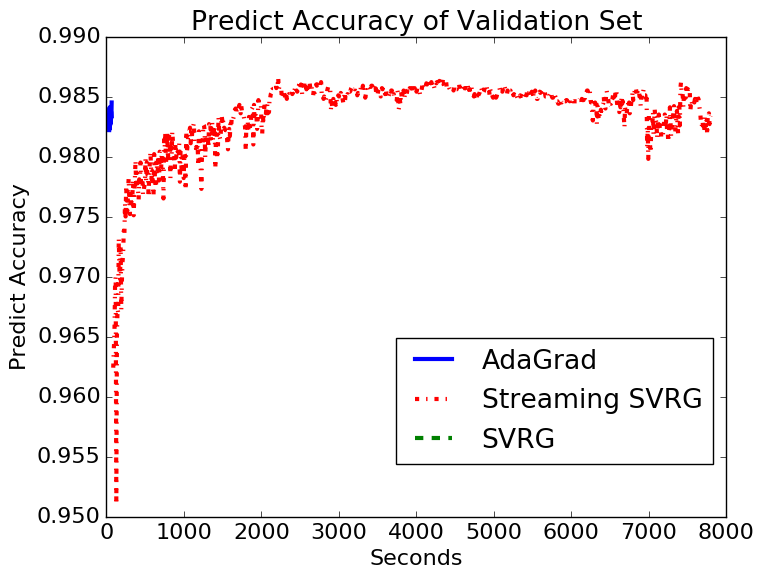 Predict Accuracy of Validation Set
0.990
0.985
0.980
0.975
0.970
0.965
0.960
0.955
0.950
Predict Accuracy
AdaGrad
Streaming SVRG
SVRG
0 1000 2000 3000 4000 5000 6000 7000 8000
Seconds